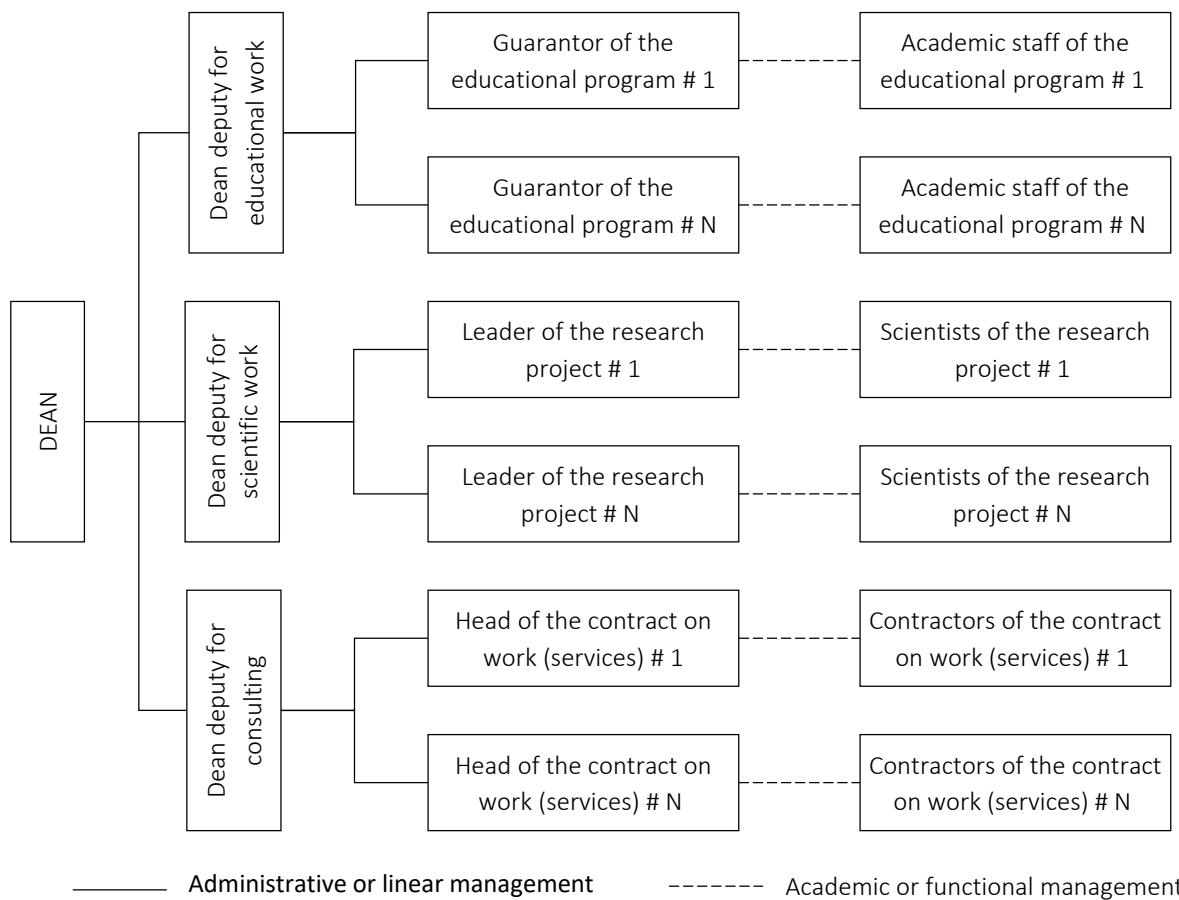 Guarantor of the
educational program # 1
Academic staff of the
educational program # 1
Dean deputy for
educational work
Guarantor of the
educational program # N
Academic staff of the
educational program # N
DEAN
Dean deputy for
scientific work
Leader of the research
project # 1
Scientists of the research
project # 1
Leader of the research
project # N
Scientists of the research
project # N
Dean deputy for
consulting
Head of the contract on
work (services) # 1
Contractors of the contract
on work (services) # 1
Head of the contract on
work (services) # N
Contractors of the contract
on work (services) # N
Administrative or linear management
Academic or functional management